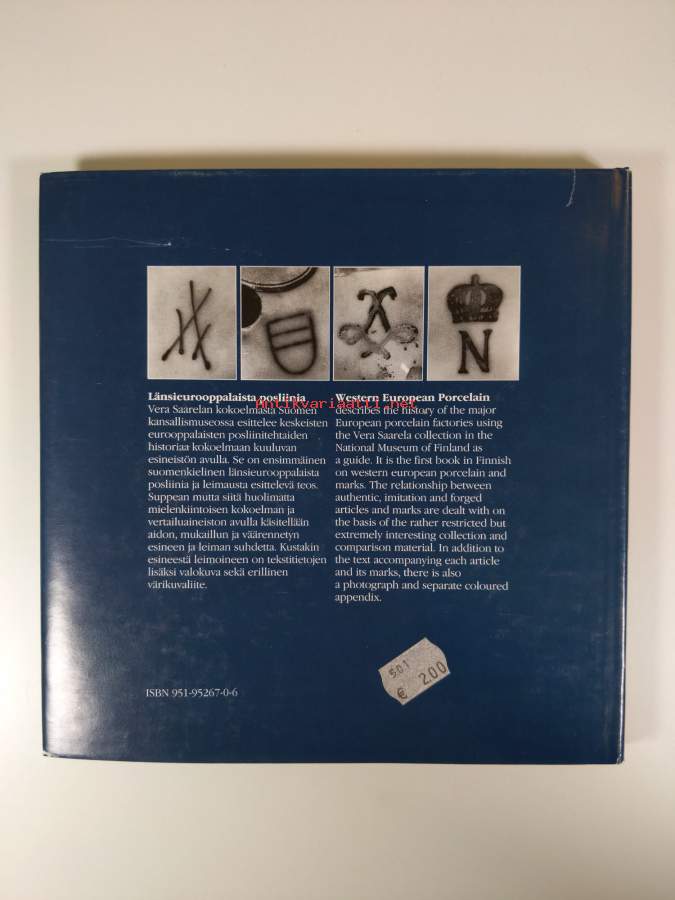 N
Länsieurooppalaista posliinia
Vera Saarelan kokoelmasta Suomen
kansallismuseossa esittelee keskeisten
eurooppalaisten posliinitehtaiden
historiaa kokoelmaan kuuluvan
esineistön avulla. Se on ensimmäinen
suomenkielinen länsieurooppalaista
posliinia ja leimausta esittelevä teos.
Suppean mutta siitä huolimatta
mielenkiintoisen kokoelman ja
vertailuaineiston avulla käsitellään
aidon, mukaillun ja väärennetyn
esineen ja leiman suhdetta. Kustakin
esineestä leimoineen on tekstitietojen
lisäksi valokuva sekä erillinen
värikuvaliite.
Western European Porcelain
describes the history of the major
European porcelain factories using
the Vera Saarela collection in the
National Museum of Finland as
a guide. It is the first book in Finnish
on western european porcelain and
marks. The relationship between
authentic, imitation and forged
articles and marks are dealt with on
the basis of the rather restricted but
extremely interesting collection and
comparison material. In addition to
the text accompanying each article
and its marks, there is also
a photograph and separate coloured
appendix.
Antikvariaatti.net
ISBN 951-95267-0-6
501
€ 2,00